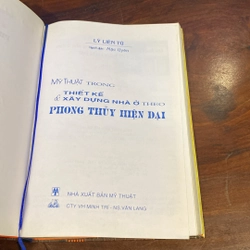 LÝ LIÊN TỬ
MỸ THUẬT TRONG
THIẾT KẾ
& XÂY DỰNG NHÀ Ở THEO
PHONG THỦY HIỆN ĐẠI
NHÀ XUẤT BẢN MỸ THUẬT
CTY VH MINH TRÍ - NS VĂN LANG